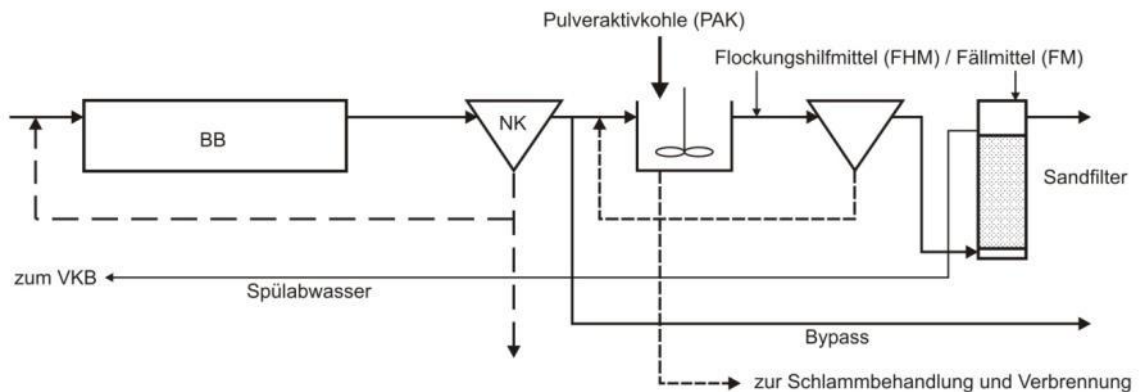 Pulveraktivkohle (PAK)
Flockungshilfmittel (FHM) / Fällmittel (FM)
BB
NK
Sandfilter
zum VKB
Spülabwasser
Bypass
zur Schlammbehandlung und Verbrennung